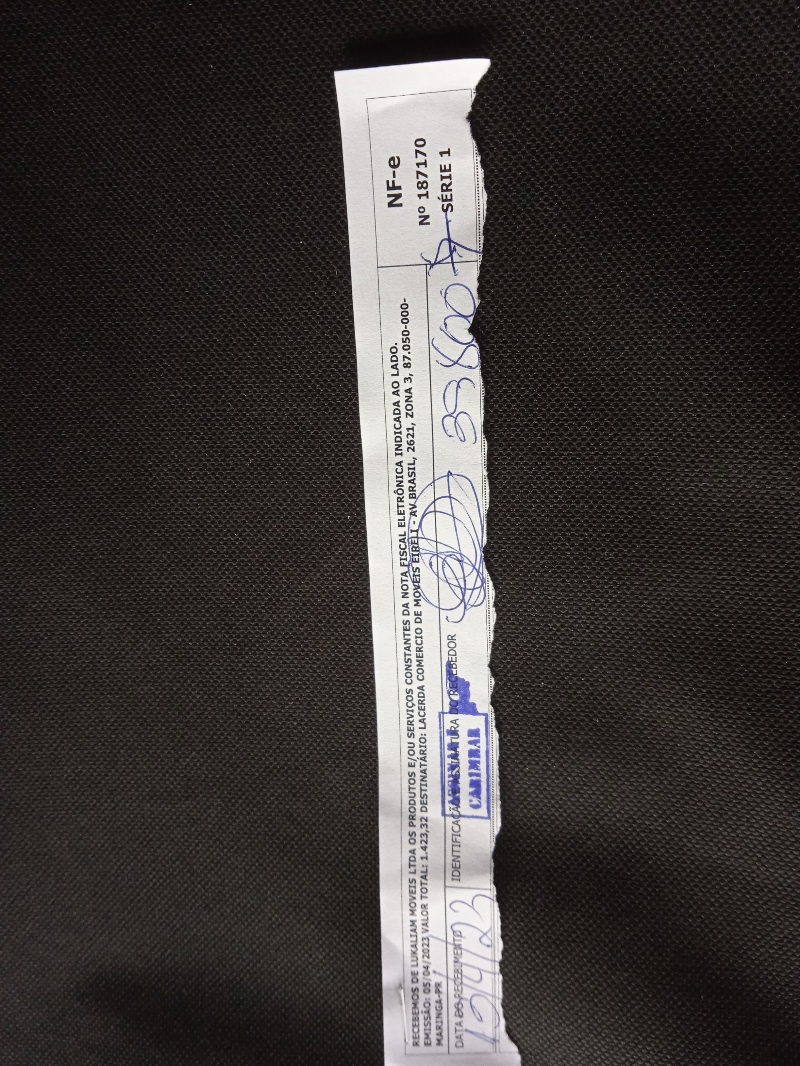 RECEBEMOS DE LUKALIAM MOVEIS LTDA OS PRODUTOS E/OU SERVIÇOS CONSTANTES DA NOTA FISCAL ELETRÔNICA INDICADA AO LADO.
EMISSÃO: 05/04/2023 VALOR TOTAL: 1.423,32 DESTINATÁRIO: LACERDA COMERCIO DE MOVEIS EIRELI - AV BRASIL, 2621, ZONA 3, 87.050-000-
MARINGA-PR
NF-e
Nº 187170
SÉRIE 1
DATA DO RECEBIMENTO
IDENTIFICAÇÃO E ASSINATURA DO RECEBEDOR
CARIMBAR